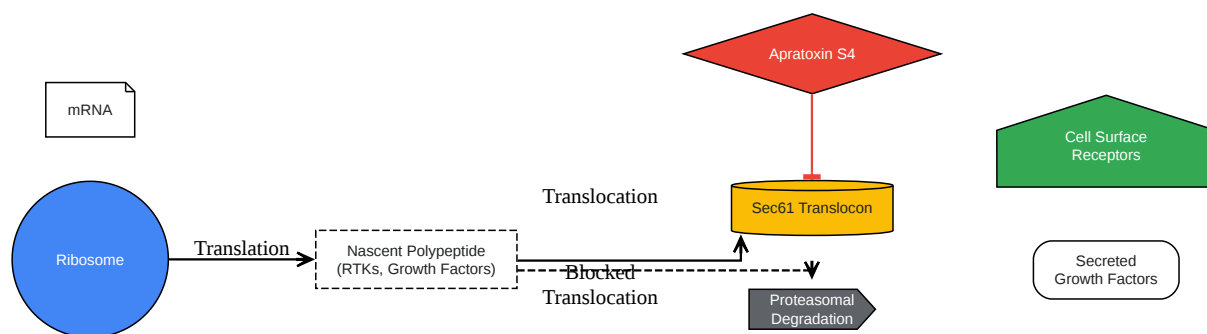 Apratoxin S4
mRNA
Cell Surface
Receptors
Translocation
Sec61 Translocon
Translation
Nascent Polypeptide
(RTKs, Growth Factors)
Ribosome
Blocked
Translocation
Secreted
Growth Factors
Proteasomal
Degradation